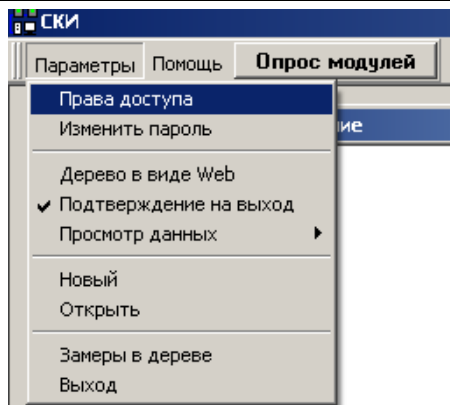 СКИ
Параметры Помощь Опрос модулей
Права доступа
ие
Изменить пароль
Дерево в виде Web
Подтверждение на выход
Просмотр данных
Новый
Открыть
Замеры в дереве
Выход